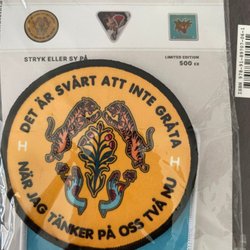 STRYK ELLER SY PÅ
LIMITED EDITION
500 EX
DET ÄR SVÅRT ATT INTE GRÅTA
H H
NÄR JAG TÄNKER PÅ OSS TVÅ NU